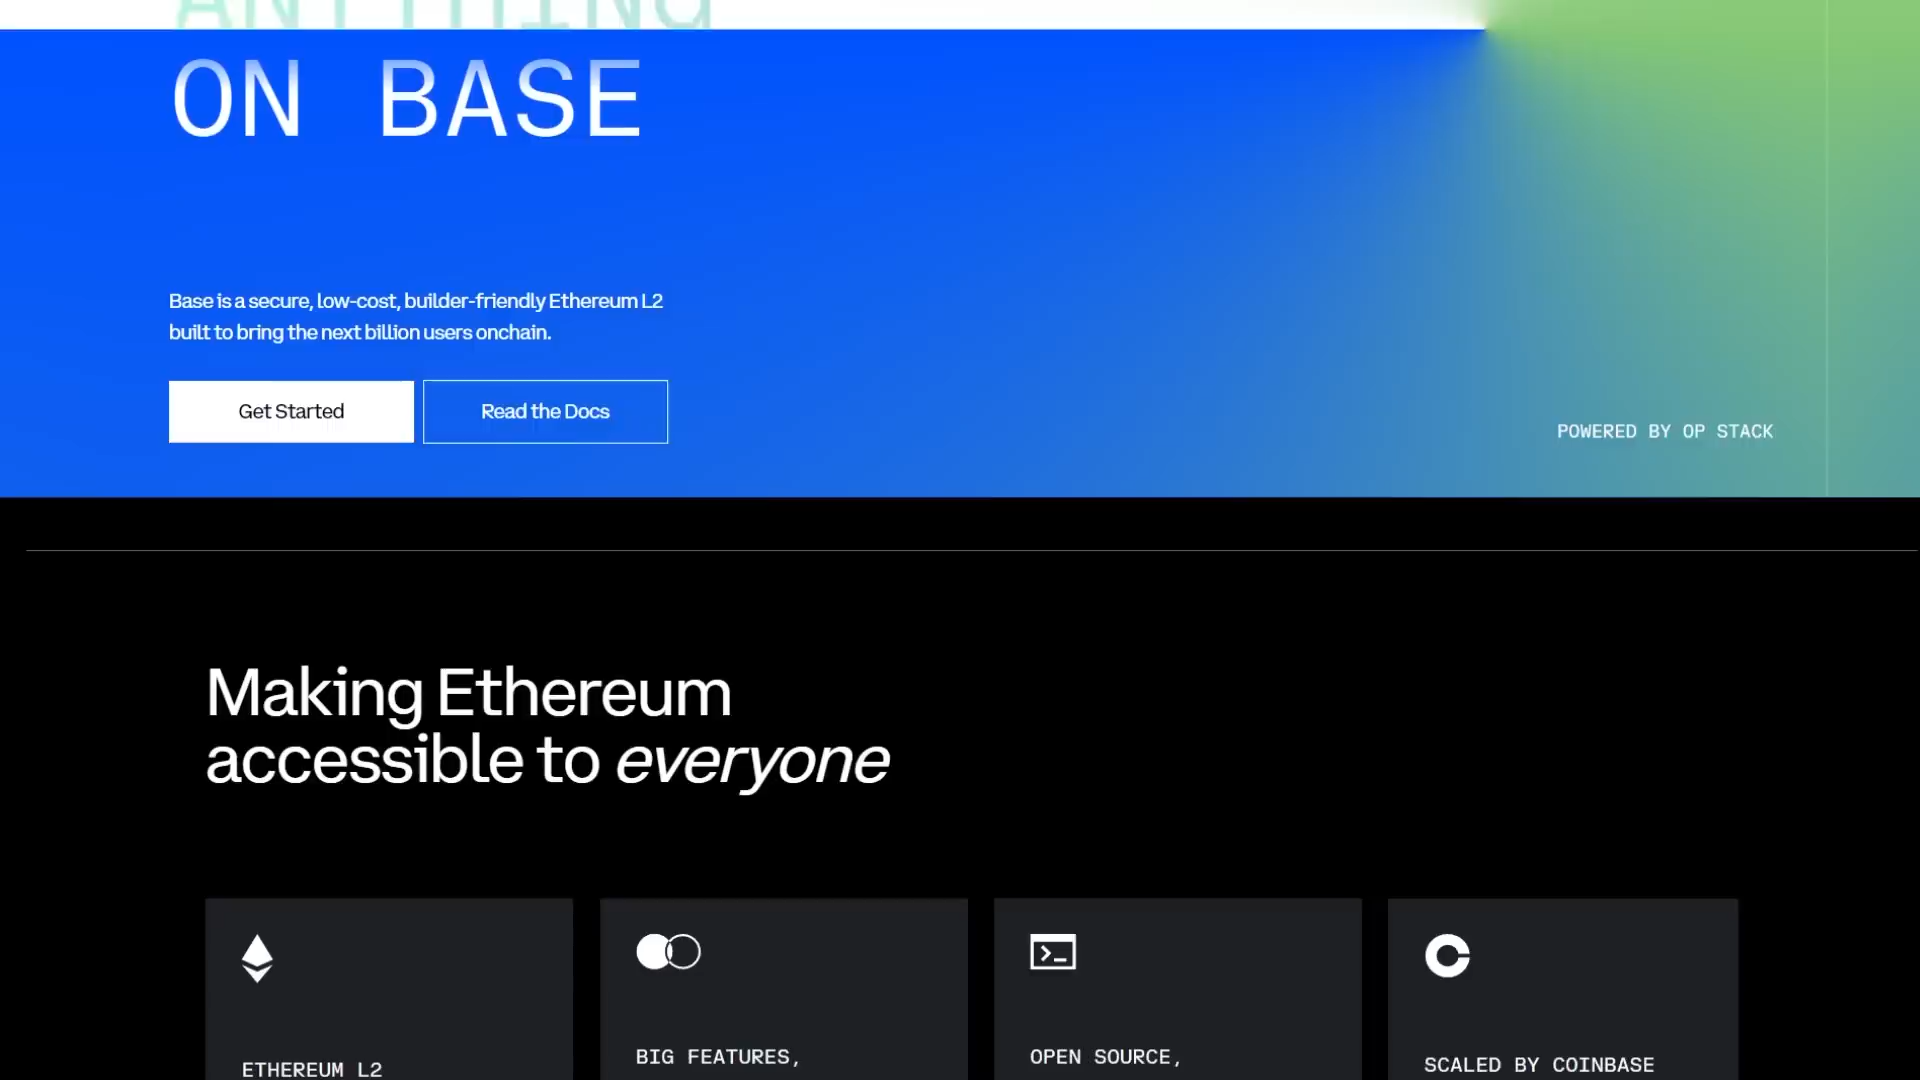 ANYTHING
ON BASE
Base is a secure, low-cost, builder-friendly Ethereum L2
built to bring the next billion users onchain.
Get Started
Read the Docs
POWERED BY OP STACK
Making Ethereum
accessible to everyone
ETHEREUM L2
BIG FEATURES,
OPEN SOURCE,
SCALED BY COINBASE